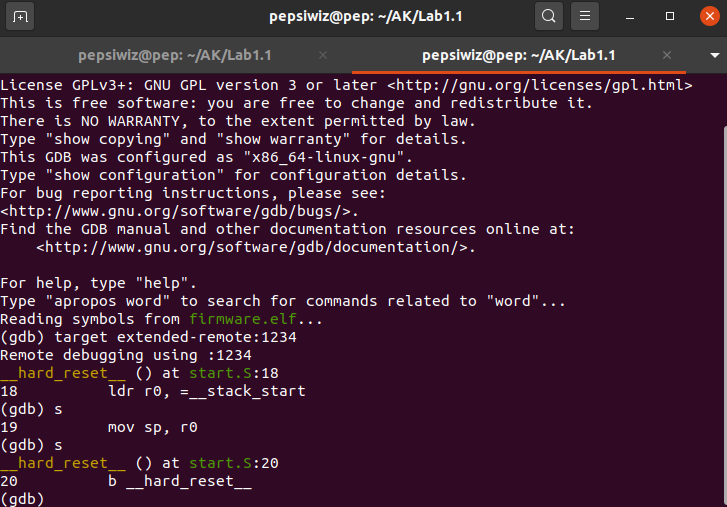 pepsiwiz@pep: ~/AK/Lab1.1
pepsiwiz@pep: ~/AK/Lab1.1
pepsiwiz@pep: ~/AK/Lab1.1
License GPLv3+: GNU GPL version 3 or later <http://gnu.org/licenses/gpl.html>
This is free software: you are free to change and redistribute it.
There is NO WARRANTY, to the extent permitted by law.
Type "show copying" and "show warranty" for details.
This GDB was configured as "x86_64-linux-gnu".
Type "show configuration" for configuration details.
For bug reporting instructions, please see:
<http://www.gnu.org/software/gdb/bugs/>.
Find the GDB manual and other documentation resources online at:
    <http://www.gnu.org/software/gdb/documentation/>.

For help, type "help".
Type "apropos word" to search for commands related to "word"...
Reading symbols from firmware.elf...
(gdb) target extended-remote:1234
Remote debugging using :1234
__hard_reset__ () at start.S:18
18          ldr r0, =__stack_start
(gdb) s
19          mov sp, r0
(gdb) s
__hard_reset__ () at start.S:20
20          b __hard_reset__
(gdb)